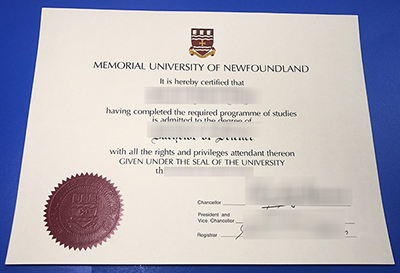 MEMORIAL UNIVERSITY OF NEWFOUNDLAND
It is hereby certified that
having completed the required programme of studies
is admitted to the degree of
Bachelor of Science
with all the rights and privileges attendant thereon
GIVEN UNDER THE SEAL OF THE UNIVERSITY
th
Chancellor
President and
Vice. Chancellor
Registrar